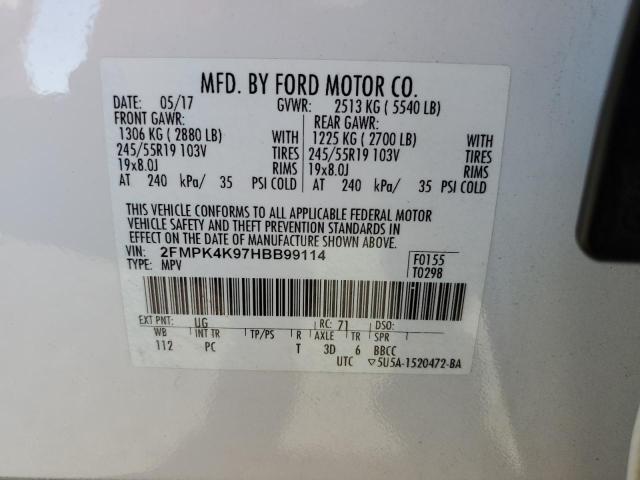 MFD. BY FORD MOTOR CO.
DATE: 05/17 GVWR: 2513 KG ( 5540 LB)
FRONT GAWR: REAR GAWR:
1306 KG ( 2880 LB) WITH 1225 KG ( 2700 LB) WITH
245/55R19 103V TIRES 245/55R19 103V TIRES
19x8.0J RIMS 19x8.0J RIMS
AT 240 kPa/ 35 PSI COLD AT 240 kPa/ 35 PSI COLD
THIS VEHICLE CONFORMS TO ALL APPLICABLE FEDERAL MOTOR
VEHICLE SAFETY AND THEFT PREVENTION STANDARDS IN
EFFECT ON THE DATE OF MANUFACTURE SHOWN ABOVE.
VIN: 2FMPK4K97HBB99114 F0155
TYPE: MPV T0298
EXT PNT: UG RC: 71 DSO:
WB INT TR TP/PS R AXLE TR SPR
112 PC T 3D 6 BBCC
UTC ▽5U5A-1520472-BA